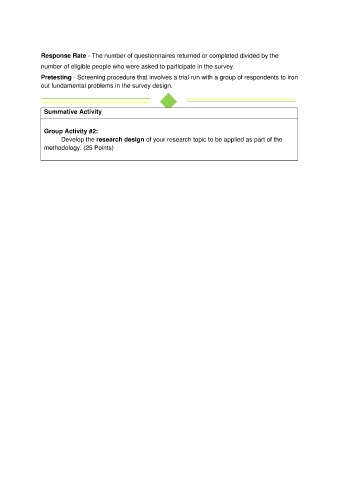 Response Rate - The number of questionnaires returned or completed divided by the
number of eligible people who were asked to participate in the survey.
Pretesting - Screening procedure that involves a trial run with a group of respondents to iron
out fundamental problems in the survey design.
Summative Activity
Group Activity #2:
Develop the research design of your research topic to be applied as part of the
methodology. (25 Points)